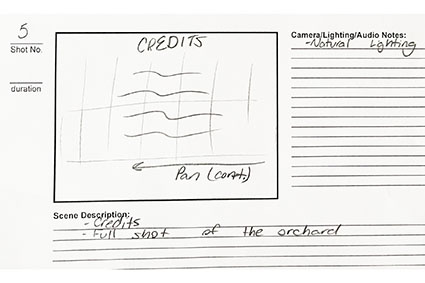 5
Shot No.
duration
CREDITS
Pan (cont.)
Camera/Lighting/Audio Notes:
-Natural Lighting
Scene Description:
- Credits
- Full shot of the orchard